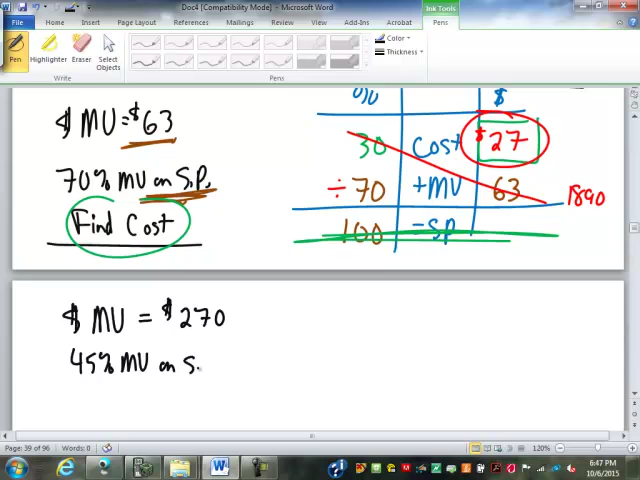 Doc4 [Compatibility Mode] - Microsoft Word
Ink Tools
File Home Insert Page Layout References Mailings Review View Add-Ins Acrobat Pens
Pen Highlighter Eraser Select Objects
Color
Thickness
Write Pens
% $
$ MU = $63
30 Cost $27
70% MU on S.P.
÷ 70 +MU 63 1890
Find Cost
100 = SP
$ MU = $270
45% MU on S.
Page: 39 of 96 Words: 0 120%
6:47 PM
10/6/2015